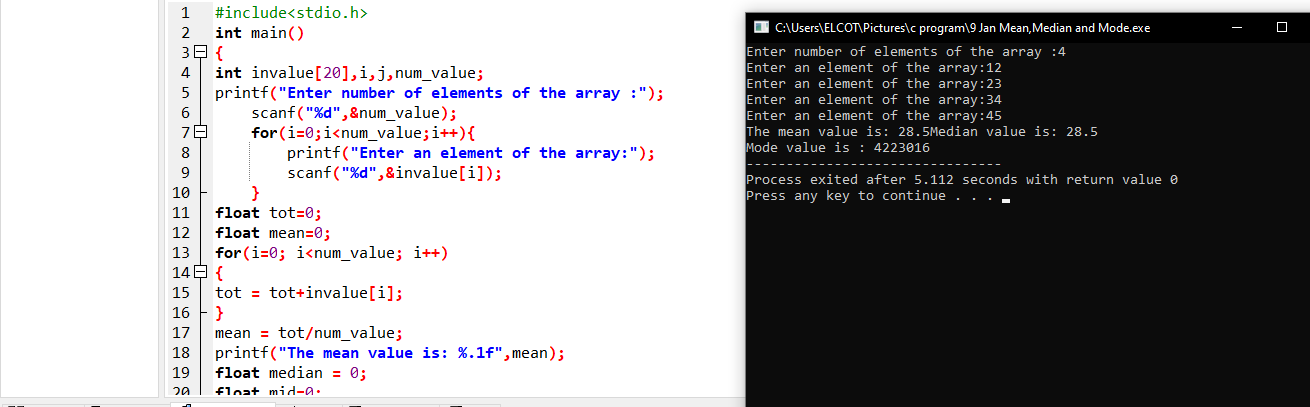 1 #include<stdio.h>
2 int main()
3 {
4 int invalue[20],i,j,num_value;
5 printf("Enter number of elements of the array :");
6 scanf("%d",&num_value);
7 for(i=0;i<num_value;i++){
8 printf("Enter an element of the array:");
9 scanf("%d",&invalue[i]);
10 }
11 float tot=0;
12 float mean=0;
13 for(i=0; i<num_value; i++)
14 {
15 tot = tot+invalue[i];
16 }
17 mean = tot/num_value;
18 printf("The mean value is: %.1f",mean);
19 float median = 0;
20 float mid=0;
C:\Users\ELCOT\Pictures\c program\9 Jan Mean,Median and Mode.exe
Enter number of elements of the array :4
Enter an element of the array:12
Enter an element of the array:23
Enter an element of the array:34
Enter an element of the array:45
The mean value is: 28.5Median value is: 28.5
Mode value is : 4223016
--------------------------------
Process exited after 5.112 seconds with return value 0
Press any key to continue . . .